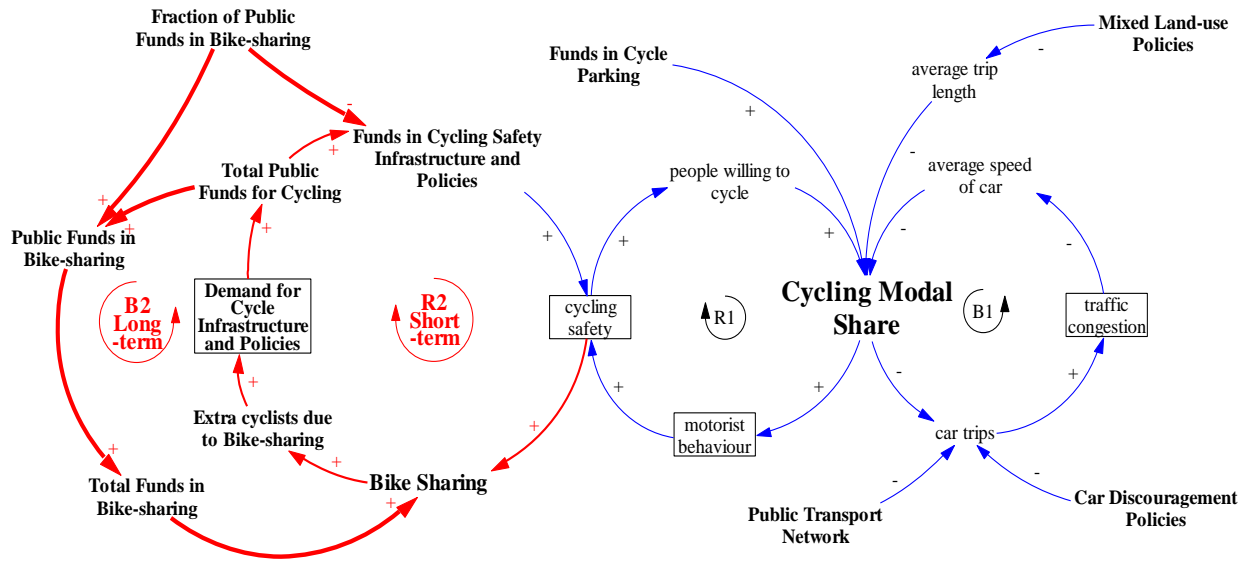 Fraction of Public
Funds in Bike-sharing
Funds in Cycle
Parking
Mixed Land-use
Policies
-
average trip
length
-
+
Funds in Cycling Safety
Infrastructure and
Policies
+
Total Public
Funds for Cycling
people willing to
cycle
-
average speed
of car
+
+
+
Public Funds in
Bike-sharing
+
+
+
-
-
B2
Long
-term
Demand for
Cycle
Infrastructure
and Policies
R2
Short
-term
cycling
safety
R1
Cycling Modal
Share
B1
traffic
congestion
+
+
+
-
+
Extra cyclists due
to Bike-sharing
+
motorist
behaviour
car trips
+
+
Bike Sharing
+
Total Funds in
Bike-sharing
-
-
Public Transport
Network
Car Discouragement
Policies